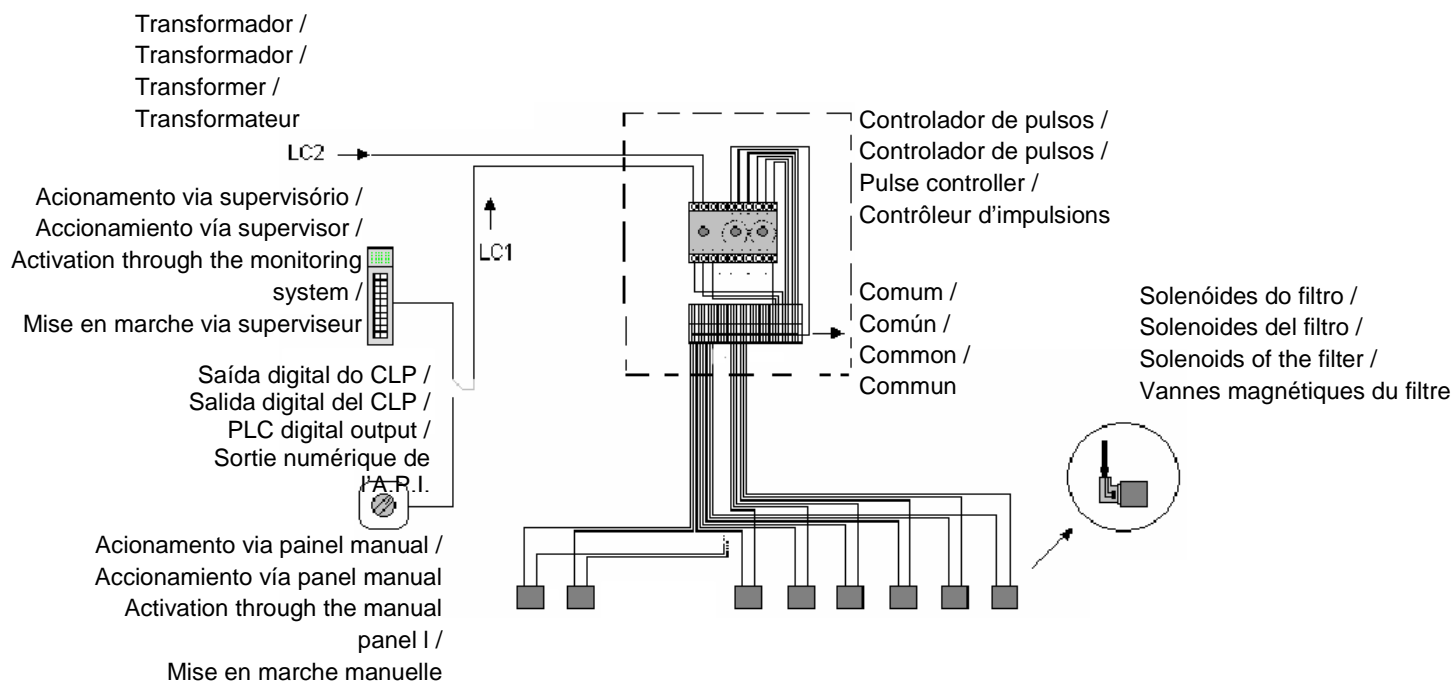 Transformador /
Transformador /
Transformer /
Transformateur
LC2
Acionamento via supervisório /
Accionamiento vía supervisor /
Activation through the monitoring
system /
Mise en marche via superviseur
LC1
Saída digital do CLP /
Salida digital del CLP /
PLC digital output /
Sortie numérique de
l’A.P.I.
Acionamento via painel manual /
Accionamiento vía panel manual
Activation through the manual
panel l /
Mise en marche manuelle
Controlador de pulsos /
Controlador de pulsos /
Pulse controller /
Contrôleur d’impulsions
Comum /
Común /
Common /
Commun
Solenóides do filtro /
Solenoides del filtro /
Solenoids of the filter /
Vannes magnétiques du filtre